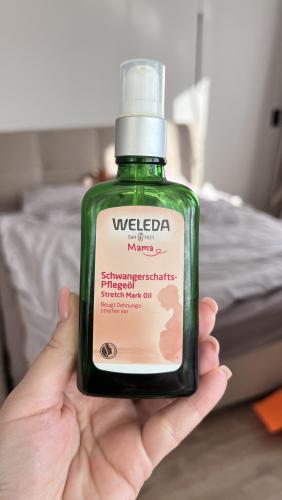 WELEDA
Seit 1921
Mama
Schwangerschafts-
Pflegeöl
Stretch Mark Oil
Beugt Dehnungs-
streifen vor